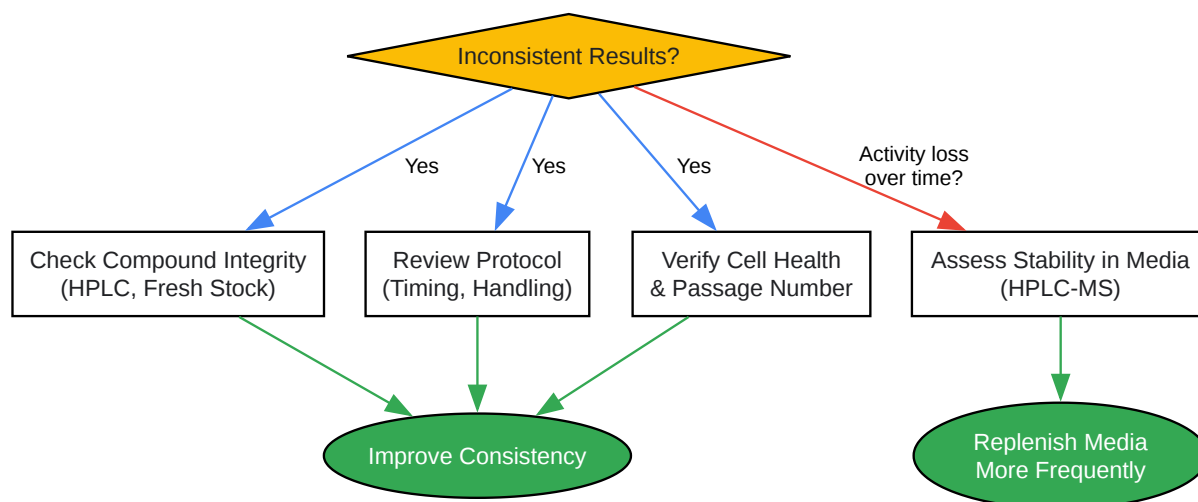 Inconsistent Results?
Yes
Yes
Yes
Activity loss
over time?
Check Compound Integrity
(HPLC, Fresh Stock)
Review Protocol
(Timing, Handling)
Verify Cell Health
& Passage Number
Assess Stability in Media
(HPLC-MS)
Improve Consistency
Replenish Media
More Frequently